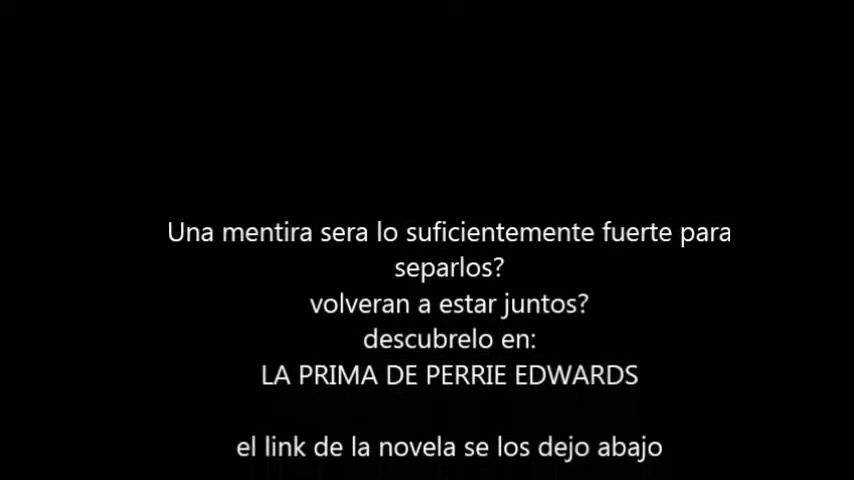 Una mentira sera lo suficientemente fuerte para
separlos?
volveran a estar juntos?
descubrelo en:
LA PRIMA DE PERRIE EDWARDS
el link de la novela se los dejo abajo